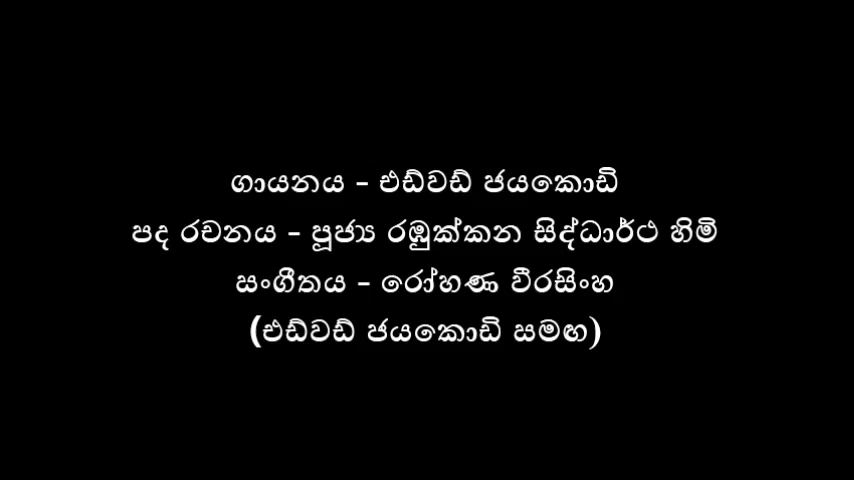 ගායනය - එඩ්වඩ් ජයකොඩි
පද රචනය - පූජ්‍ය රඹුක්කන සිද්ධාර්ථ හිමි
සංගීතය - රෝහණ වීරසිංහ
(එඩ්වඩ් ජයකොඩි සමඟ)